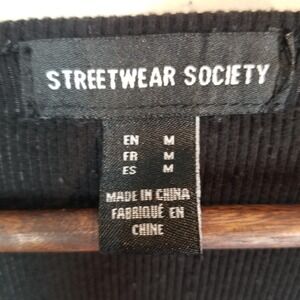 STREETWEAR SOCIETY
EN M
FR M
ES M
MADE IN CHINA
FABRIQUÉ EN
CHINE